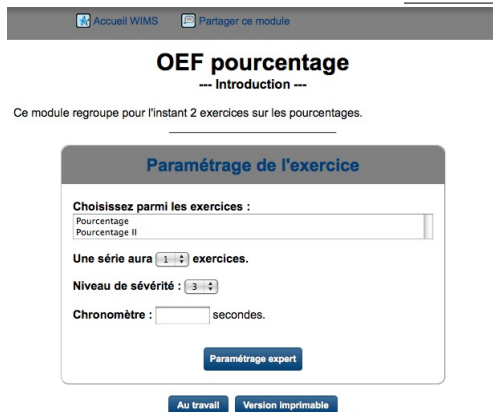 Accueil WIMS Partager ce module
OEF pourcentage
--- Introduction ---
Ce module regroupe pour l'instant 2 exercices sur les pourcentages.
Paramétrage de l'exercice
Choisissez parmi les exercices :
Pourcentage
Pourcentage II
Une série aura 1 exercices.
Niveau de sévérité : 3
Chronomètre : secondes.
Paramétrage expert
Au travail Version imprimable